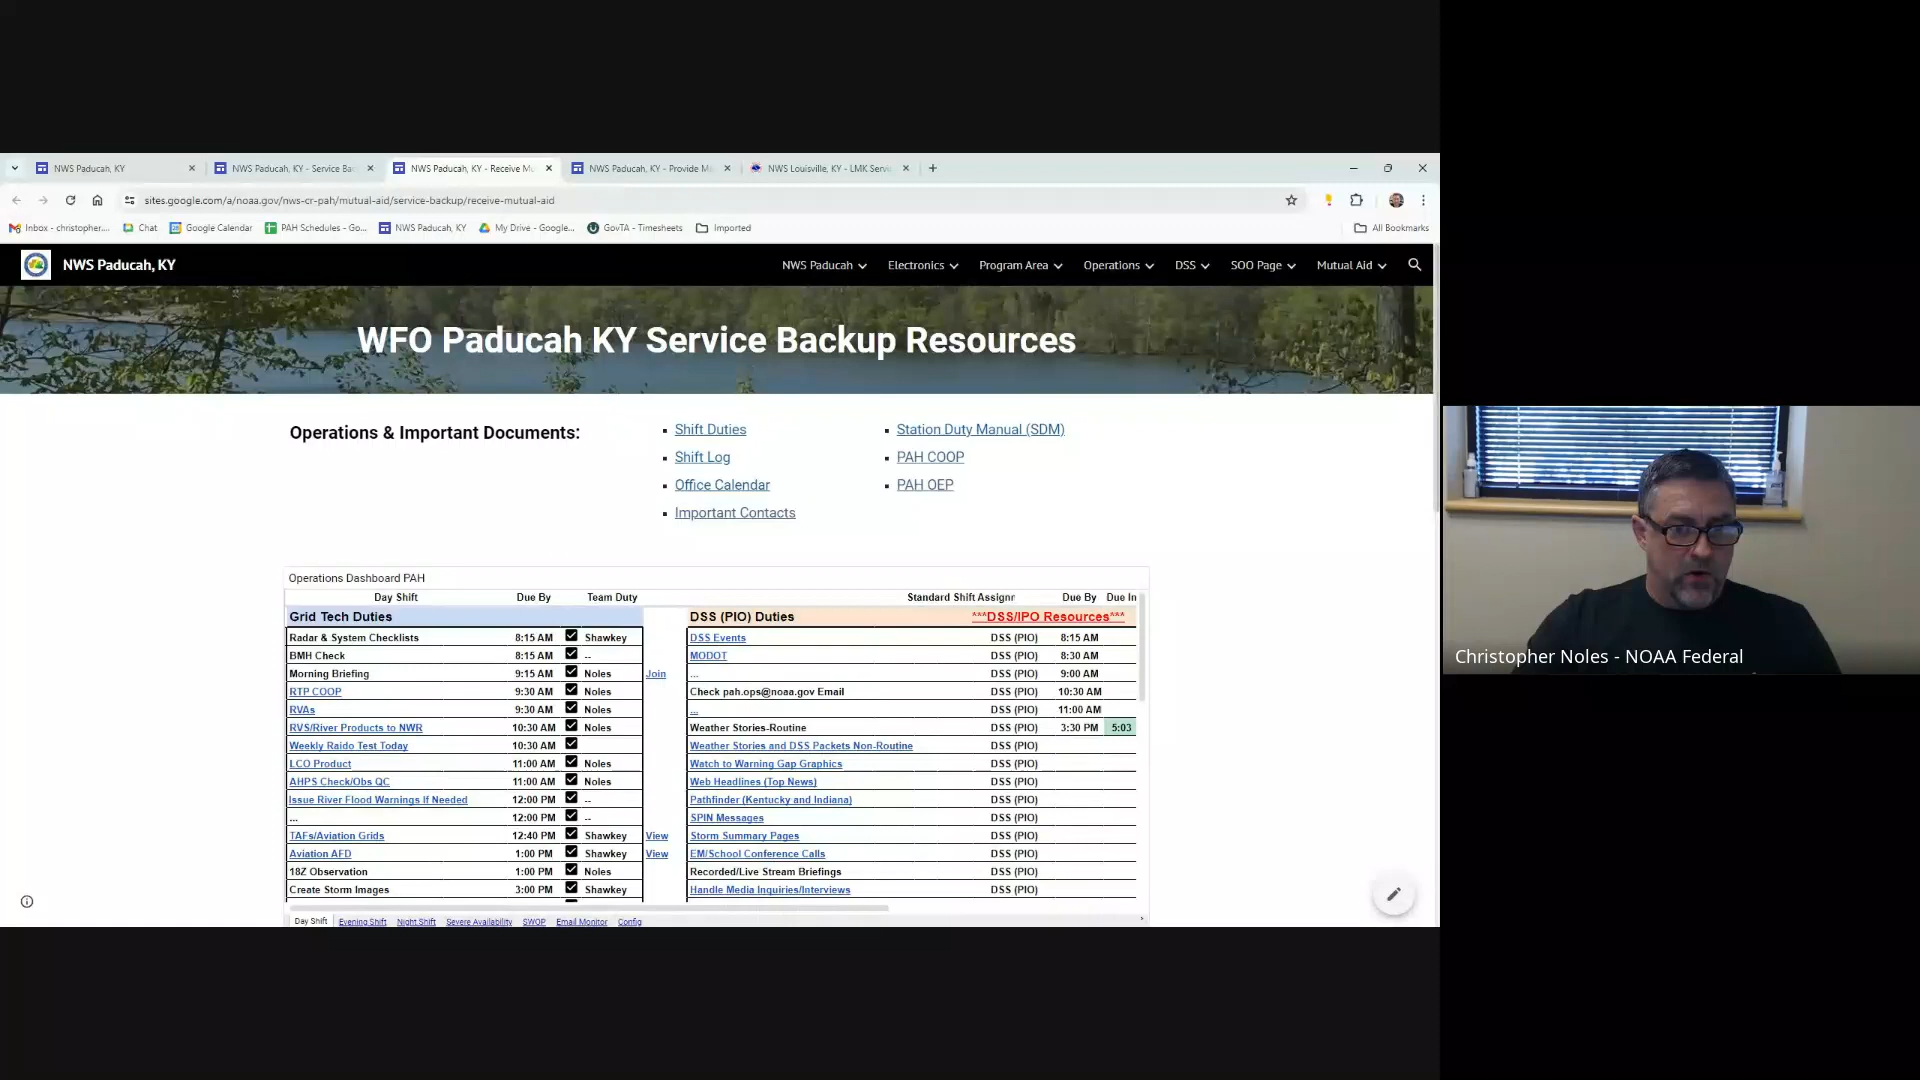 NWS Paducah, KY
NWS Paducah, KY - Service Ba
NWS Paducah, KY - Receive Mu
NWS Paducah, KY - Provide M
NWS Louisville, KY - LMK Servic
sites.google.com/a/noaa.gov/nws-cr-pah/mutual-aid/service-backup/receive-mutual-aid
Inbox - christopher.... Chat Google Calendar PAH Schedules - Go... NWS Paducah, KY My Drive - Google... GovTA - Timesheets Imported All Bookmarks
NWS Paducah, KY
NWS Paducah Electronics Program Area Operations DSS SOO Page Mutual Aid
WFO Paducah KY Service Backup Resources
Operations & Important Documents:
Shift Duties
Shift Log
Office Calendar
Important Contacts
Station Duty Manual (SDM)
PAH COOP
PAH OEP
Operations Dashboard PAH
Day Shift Due By Team Duty Standard Shift Assignm Due By Due In
Grid Tech Duties DSS (PIO) Duties ***DSS/IPO Resources***
Radar & System Checklists 8:15 AM Shawkey DSS Events DSS (PIO) 8:15 AM
BMH Check 8:15 AM -- MODOT DSS (PIO) 8:30 AM
Morning Briefing 9:15 AM Noles Join ... DSS (PIO) 9:00 AM
RTP COOP 9:30 AM Noles Check pah.ops@noaa.gov Email DSS (PIO) 10:30 AM
RVAs 9:30 AM Noles ... DSS (PIO) 11:00 AM
RVS/River Products to NWR 10:30 AM Noles Weather Stories-Routine DSS (PIO) 3:30 PM 5:03
Weekly Raido Test Today 10:30 AM Weather Stories and DSS Packets Non-Routine DSS (PIO)
LCO Product 11:00 AM Noles Watch to Warning Gap Graphics DSS (PIO)
AHPS Check/Obs QC 11:00 AM Noles Web Headlines (Top News) DSS (PIO)
Issue River Flood Warnings If Needed 12:00 PM -- Pathfinder (Kentucky and Indiana) DSS (PIO)
... 12:00 PM -- SPIN Messages DSS (PIO)
TAFs/Aviation Grids 12:40 PM Shawkey View Storm Summary Pages DSS (PIO)
Aviation AFD 1:00 PM Shawkey View EM/School Conference Calls DSS (PIO)
18Z Observation 1:00 PM Noles Recorded/Live Stream Briefings DSS (PIO)
Create Storm Images 3:00 PM Shawkey Handle Media Inquiries/Interviews DSS (PIO)
Day Shift Evening Shift Night Shift Severe Availability SWOP Email Monitor Config
Christopher Noles - NOAA Federal